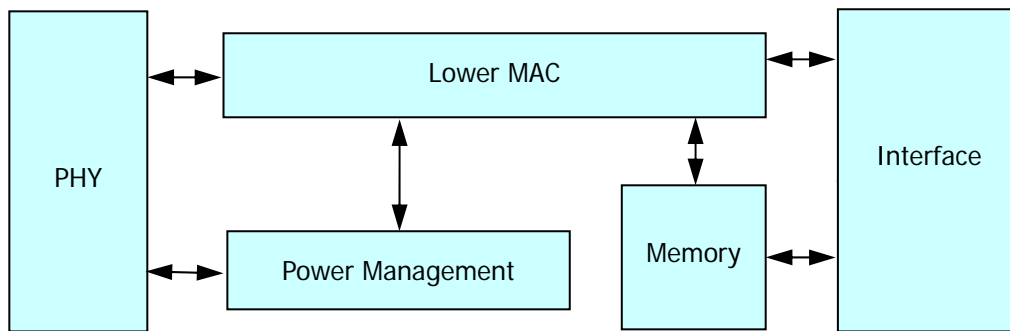 Lower MAC
PHY
Interface
Memory
Power Management